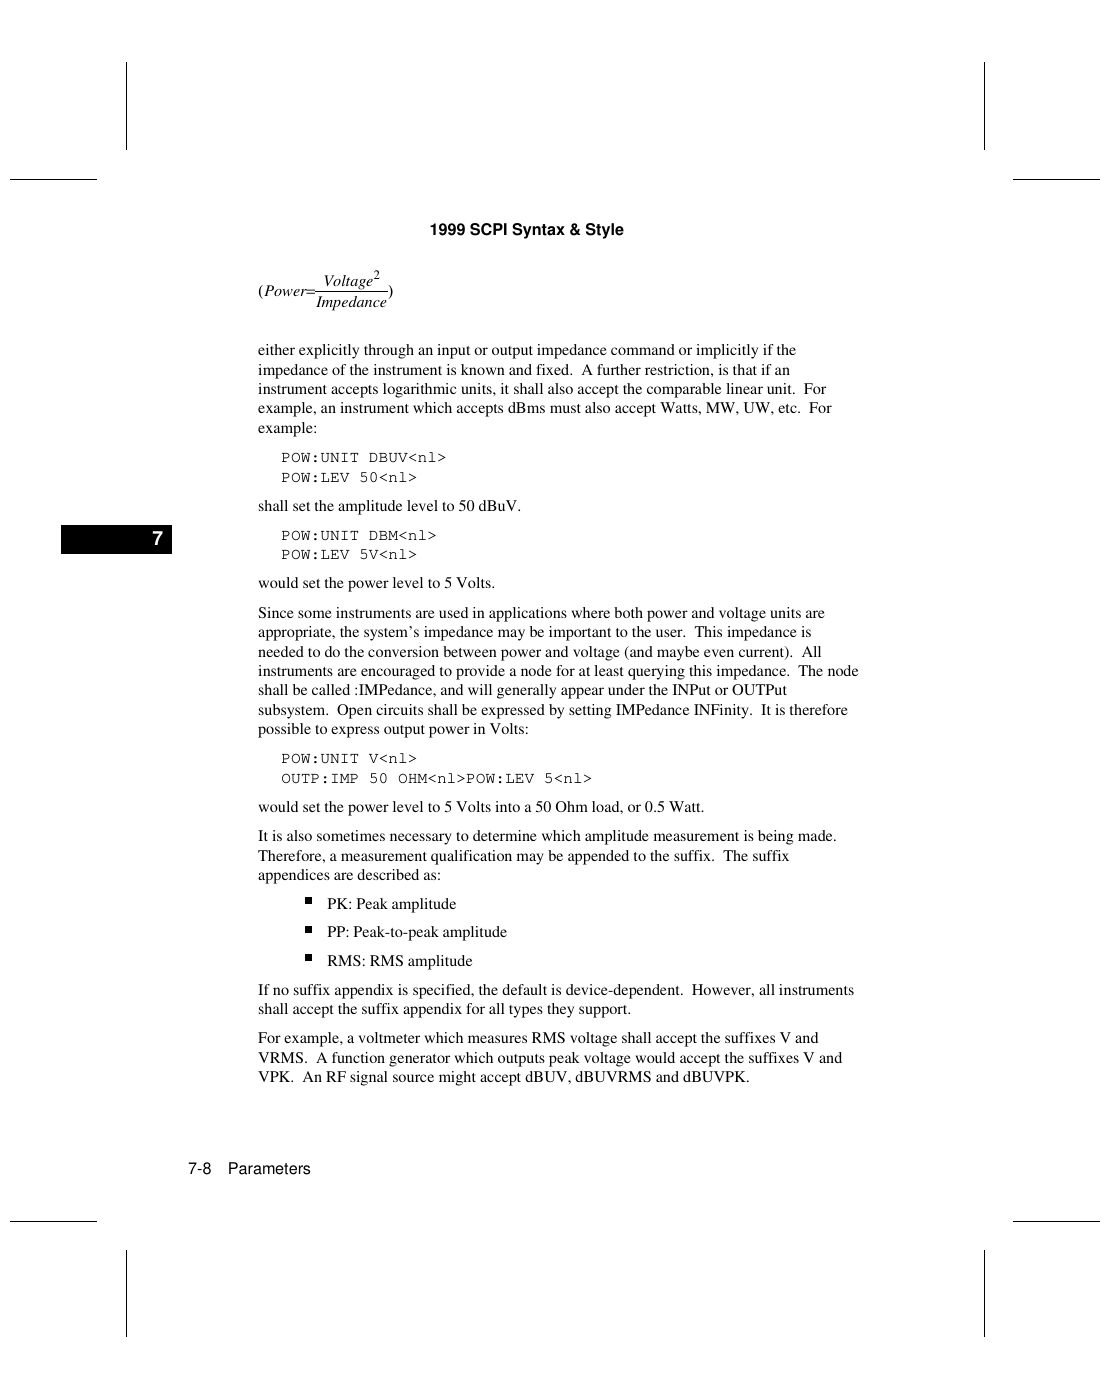 1999 SCPI Syntax & Style
(Power=Voltage²/Impedance)
either explicitly through an input or output impedance command or implicitly if the
impedance of the instrument is known and fixed.  A further restriction, is that if an
instrument accepts logarithmic units, it shall also accept the comparable linear unit.  For
example, an instrument which accepts dBms must also accept Watts, MW, UW, etc.  For
example:
POW:UNIT DBUV<nl>
POW:LEV 50<nl>
shall set the amplitude level to 50 dBuV.
7
POW:UNIT DBM<nl>
POW:LEV 5V<nl>
would set the power level to 5 Volts.
Since some instruments are used in applications where both power and voltage units are
appropriate, the system's impedance may be important to the user.  This impedance is
needed to do the conversion between power and voltage (and maybe even current).  All
instruments are encouraged to provide a node for at least querying this impedance.  The node
shall be called :IMPedance, and will generally appear under the INPut or OUTPut
subsystem.  Open circuits shall be expressed by setting IMPedance INFinity.  It is therefore
possible to express output power in Volts:
POW:UNIT V<nl>
OUTP:IMP 50 OHM<nl>POW:LEV 5<nl>
would set the power level to 5 Volts into a 50 Ohm load, or 0.5 Watt.
It is also sometimes necessary to determine which amplitude measurement is being made.
Therefore, a measurement qualification may be appended to the suffix.  The suffix
appendices are described as:
■ PK: Peak amplitude
■ PP: Peak-to-peak amplitude
■ RMS: RMS amplitude
If no suffix appendix is specified, the default is device-dependent.  However, all instruments
shall accept the suffix appendix for all types they support.
For example, a voltmeter which measures RMS voltage shall accept the suffixes V and
VRMS.  A function generator which outputs peak voltage would accept the suffixes V and
VPK.  An RF signal source might accept dBUV, dBUVRMS and dBUVPK.
7-8 Parameters